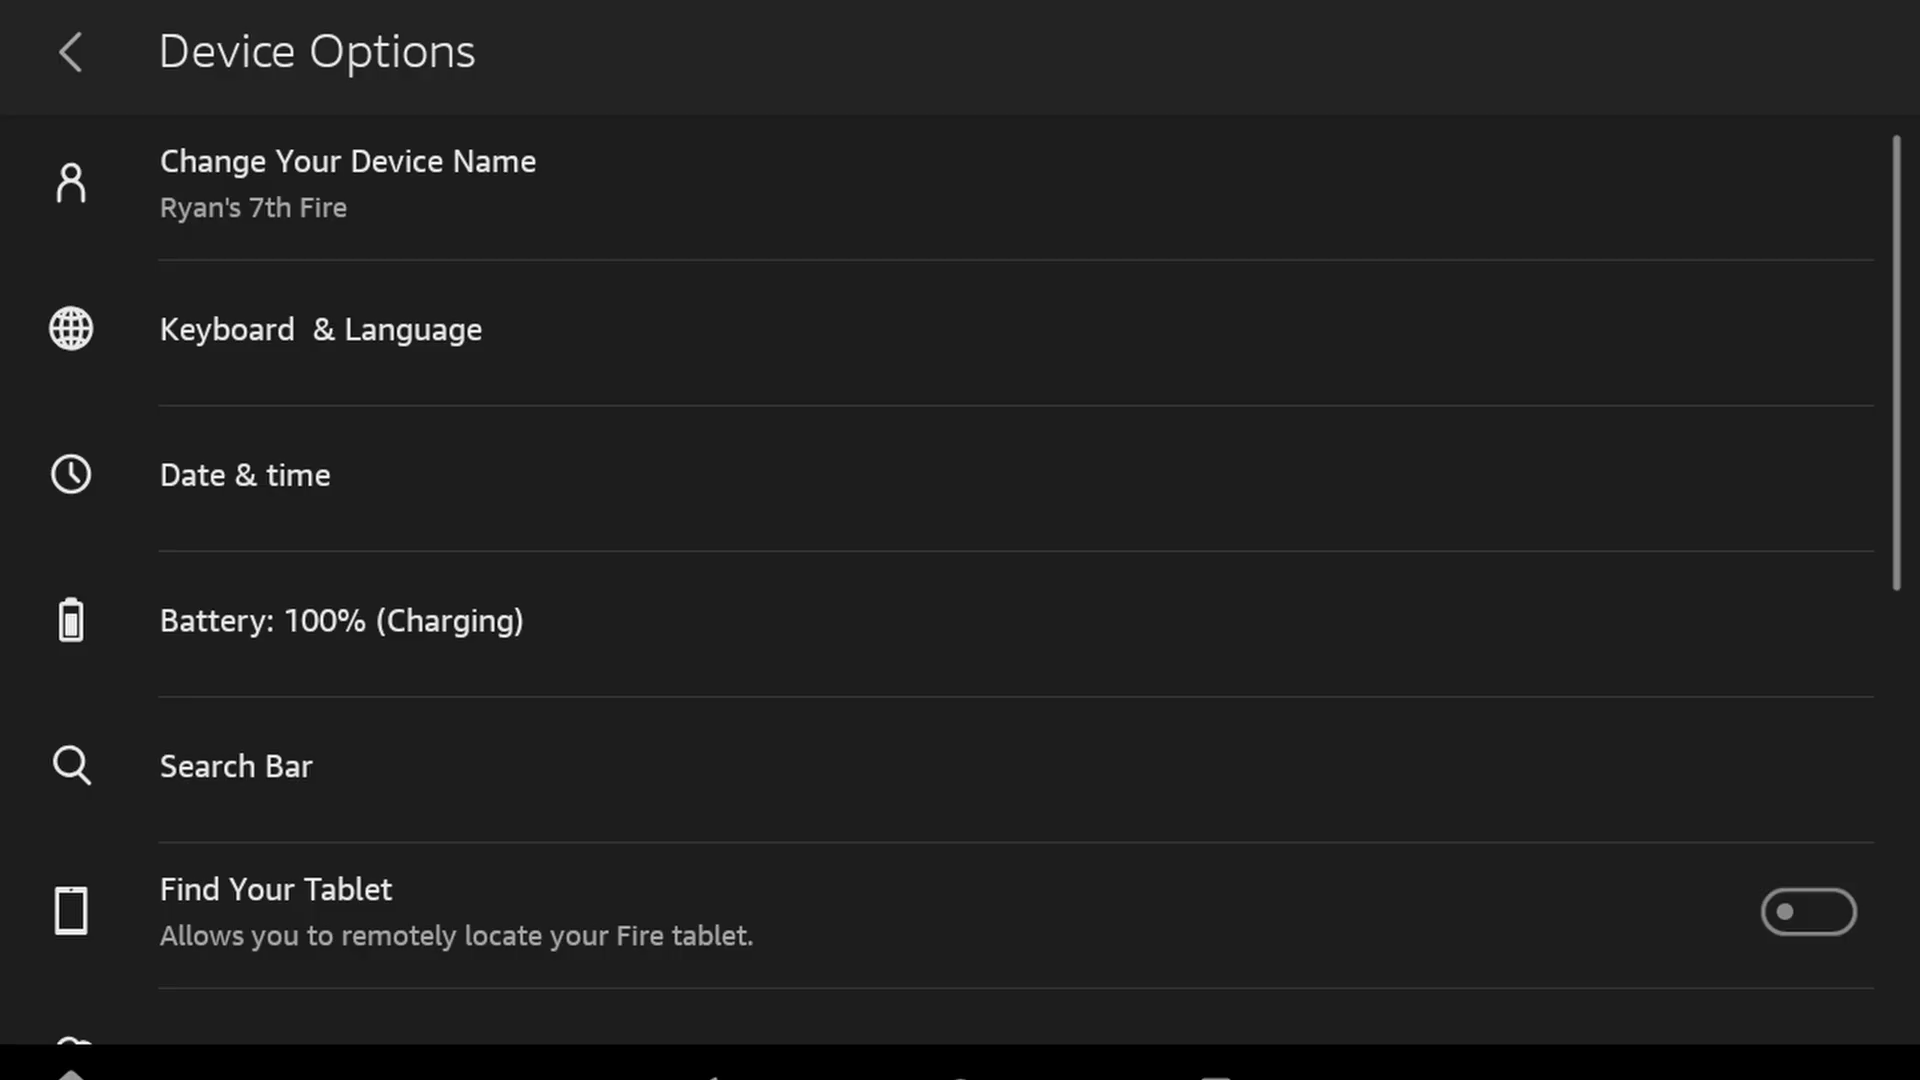 Device Options
Change Your Device Name
Ryan's 7th Fire
Keyboard  & Language
Date & time
Battery: 100% (Charging)
Search Bar
Find Your Tablet
Allows you to remotely locate your Fire tablet.